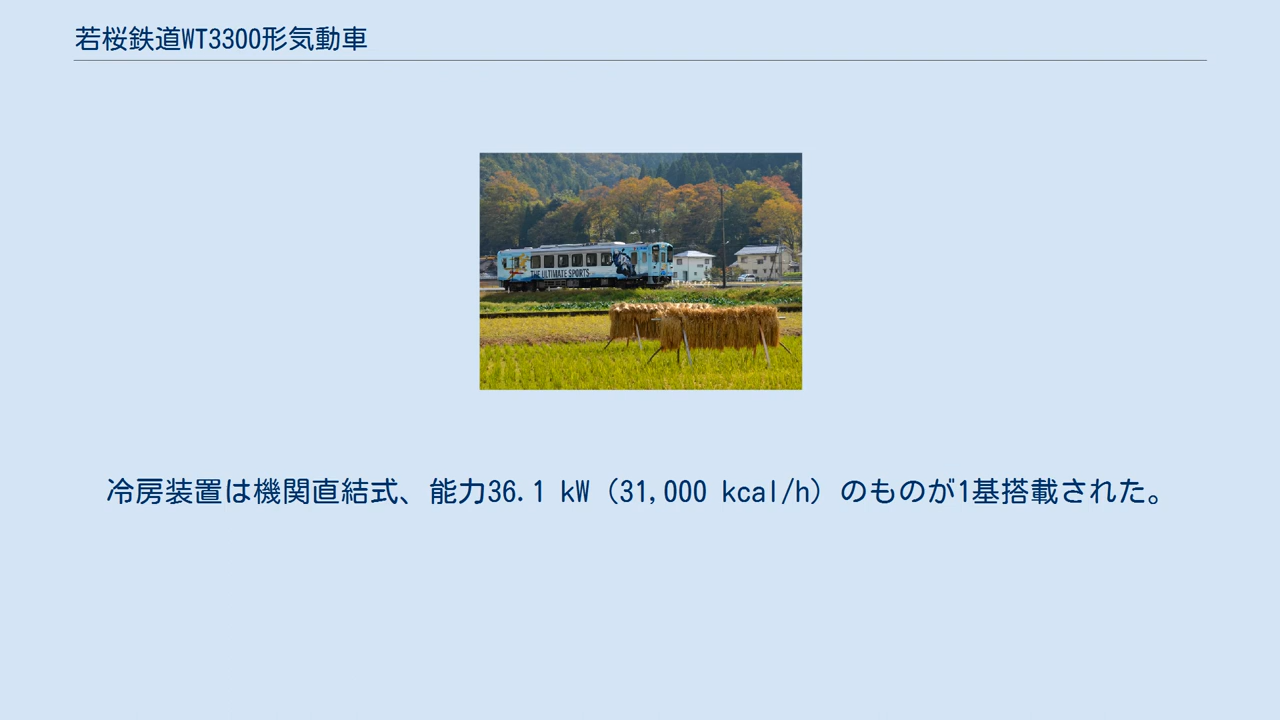 若桜鉄道WT3300形気動車
THE ULTIMATE SPORTS
冷房装置は機関直結式、能力36.1 kW（31,000 kcal/h）のものが1基搭載された。